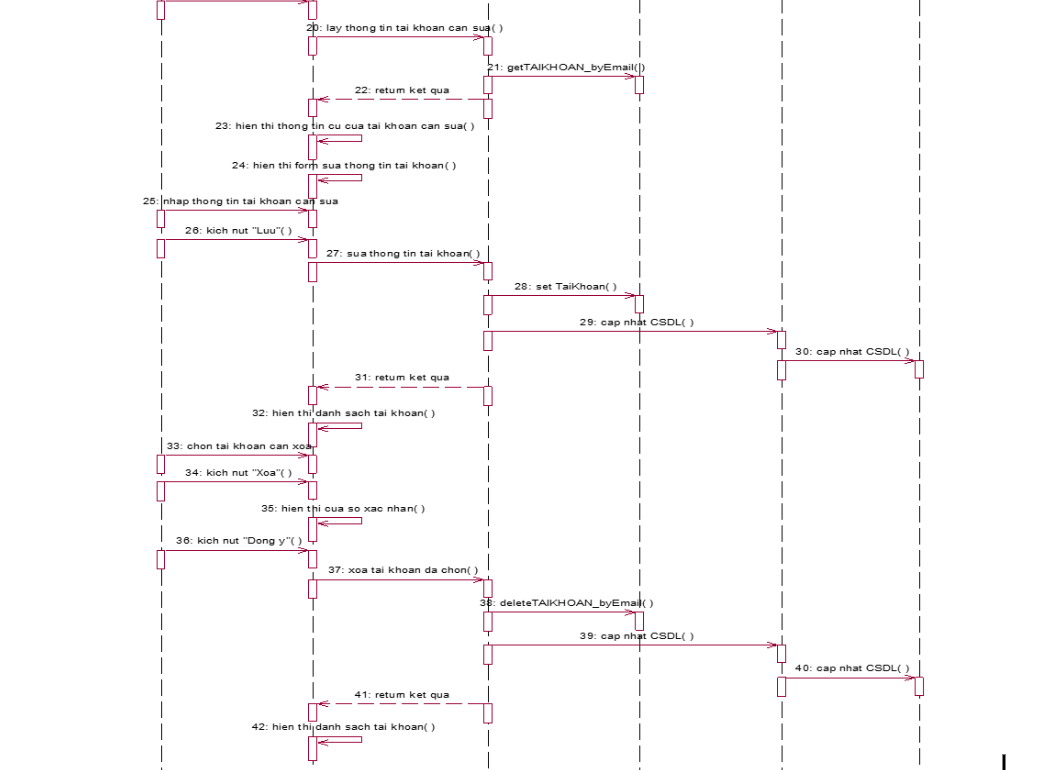 20: lay thong tin tai khoan can sua( )
21: getTAIKHOAN_byEmail( )
22: return ket qua
23: hien thi thong tin cu cua tai khoan can sua( )
24: hien thi form sua thong tin tai khoan( )
25: nhap thong tin tai khoan can sua
26: kich nut "Luu"( )
27: sua thong tin tai khoan( )
28: set TaiKhoan( )
29: cap nhat CSDL( )
30: cap nhat CSDL( )
31: return ket qua
32: hien thi danh sach tai khoan( )
33: chon tai khoan can xoa
34: kich nut "Xoa"( )
35: hien thi cua so xac nhan( )
36: kich nut "Dong y"( )
37: xoa tai khoan da chon( )
38: deleteTAIKHOAN_byEmail( )
39: cap nhat CSDL( )
40: cap nhat CSDL( )
41: return ket qua
42: hien thi danh sach tai khoan( )